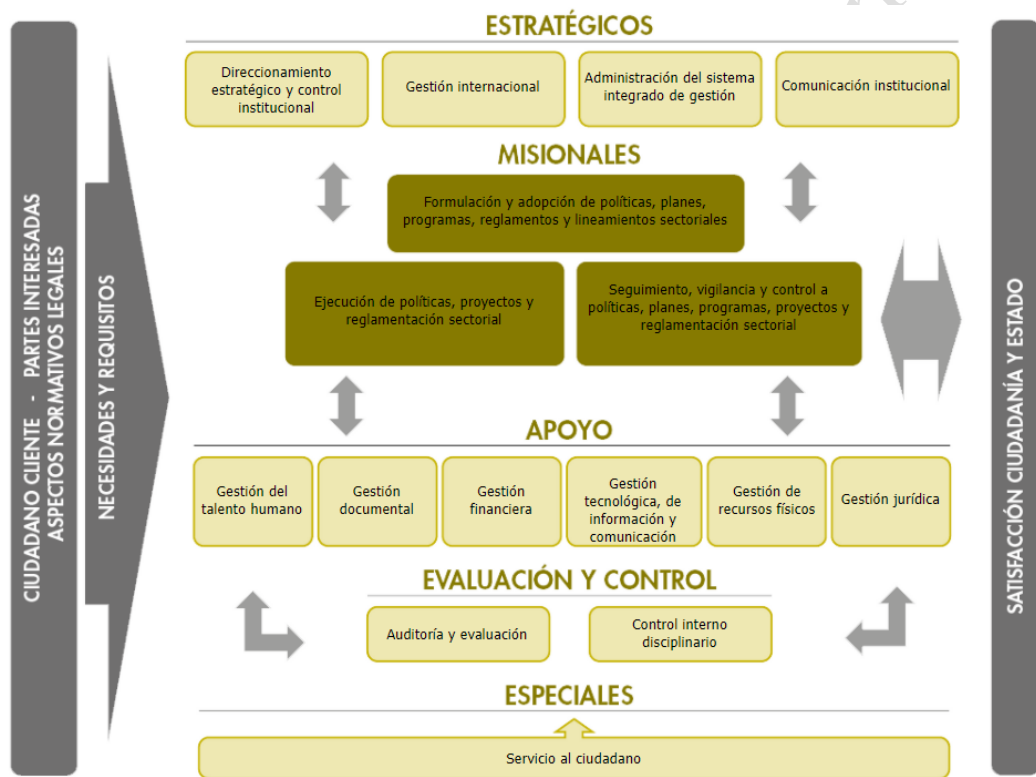 CIUDADANO CLIENTE - PARTES INTERESADAS
ASPECTOS NORMATIVOS LEGALES
NECESIDADES Y REQUISITOS
ESTRATÉGICOS
Direccionamiento
estratégico y control
institucional
Gestión internacional
Administración del sistema
integrado de gestión
Comunicación institucional
MISIONALES
Formulación y adopción de políticas, planes,
programas, reglamentos y lineamientos sectoriales
Ejecución de políticas, proyectos y
reglamentación sectorial
Seguimiento, vigilancia y control a
políticas, planes, programas, proyectos y
reglamentación sectorial
APOYO
Gestión del
talento humano
Gestión
documental
Gestión
financiera
Gestión
tecnológica, de
información y
comunicación
Gestión de
recursos físicos
Gestión jurídica
EVALUACIÓN Y CONTROL
Auditoría y evaluación
Control interno
disciplinario
ESPECIALES
Servicio al ciudadano
SATISFACCIÓN CIUDADANÍA Y ESTADO